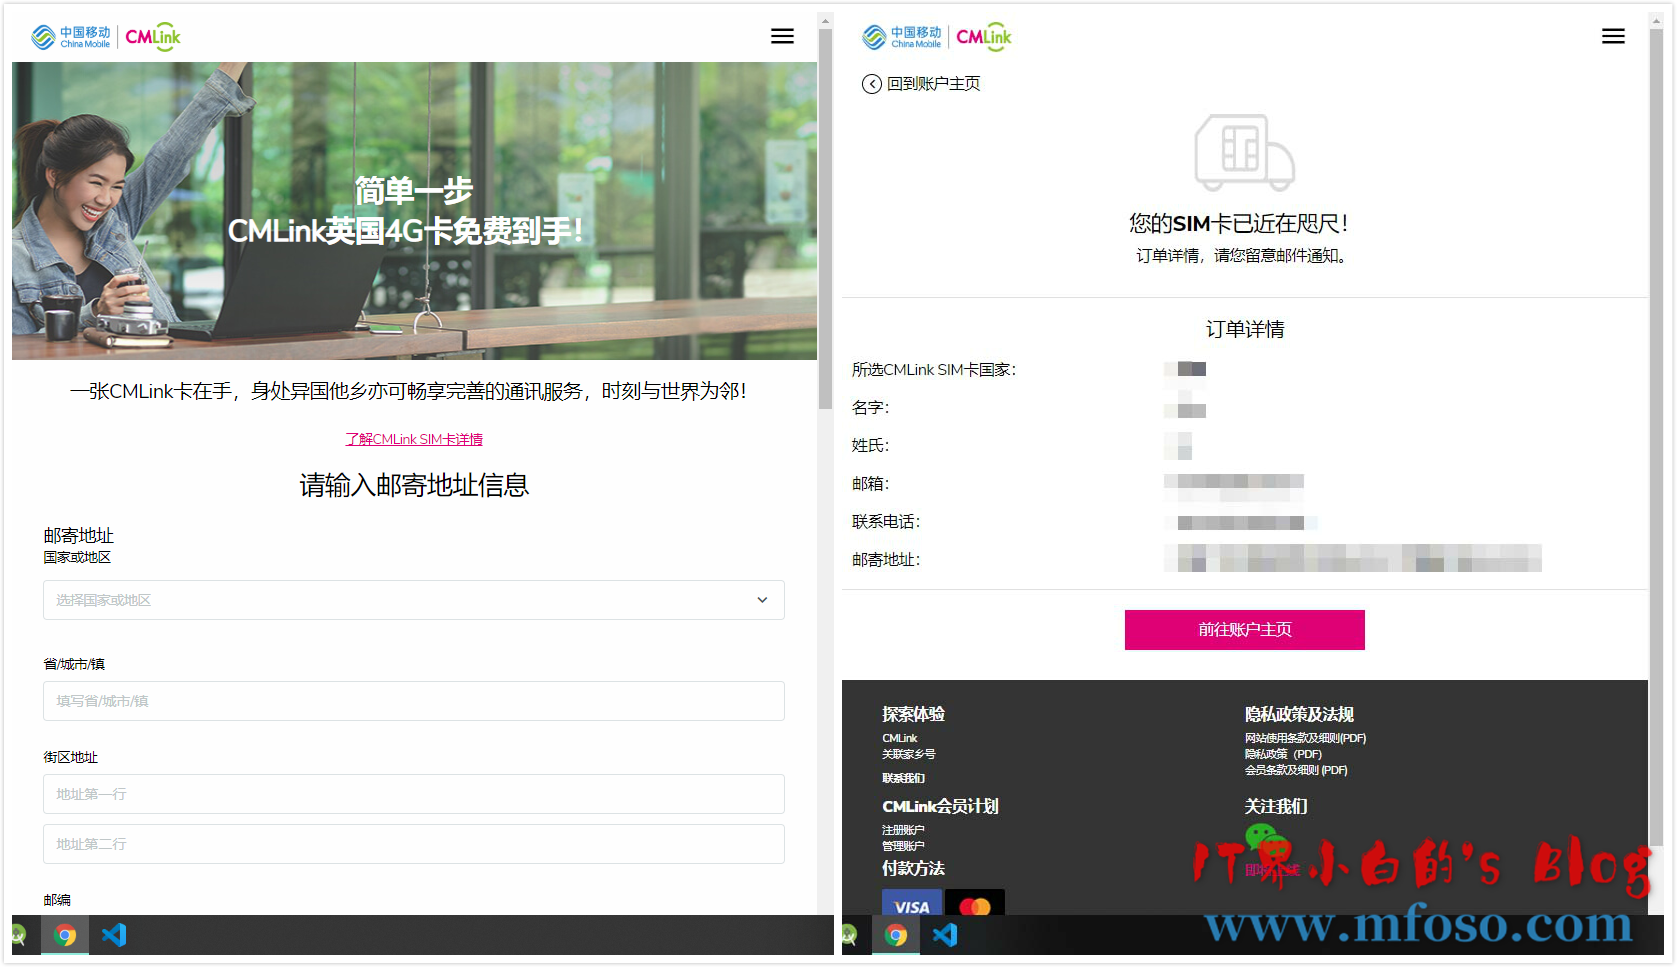 中国移动
China Mobile
CMLink
简单一步
CMLink英国4G卡免费到手!
一张CMLink卡在手，身处异国他乡亦可畅享完善的通讯服务，时刻与世界为邻!
了解CMLink SIM卡详情
请输入邮寄地址信息
邮寄地址
国家或地区
选择国家或地区
省/城市/镇
填写省/城市/镇
街区地址
地址第一行
地址第二行
邮编
中国移动
China Mobile
CMLink
回到账户主页
您的SIM卡已近在咫尺!
订单详情，请您留意邮件通知。
订单详情
所选CMLink SIM卡国家:
名字:
姓氏:
邮箱:
联系电话:
邮寄地址:
前往账户主页
探索体验
CMLink
关联家乡号
联系我们
CMLink会员计划
注册账户
管理账户
付款方法
VISA
隐私政策及法规
网站使用条款及细则(PDF)
隐私政策（PDF)
会员条款及细则 (PDF)
关注我们
即将上线
IT界小白的's Blog
www.mfoso.com